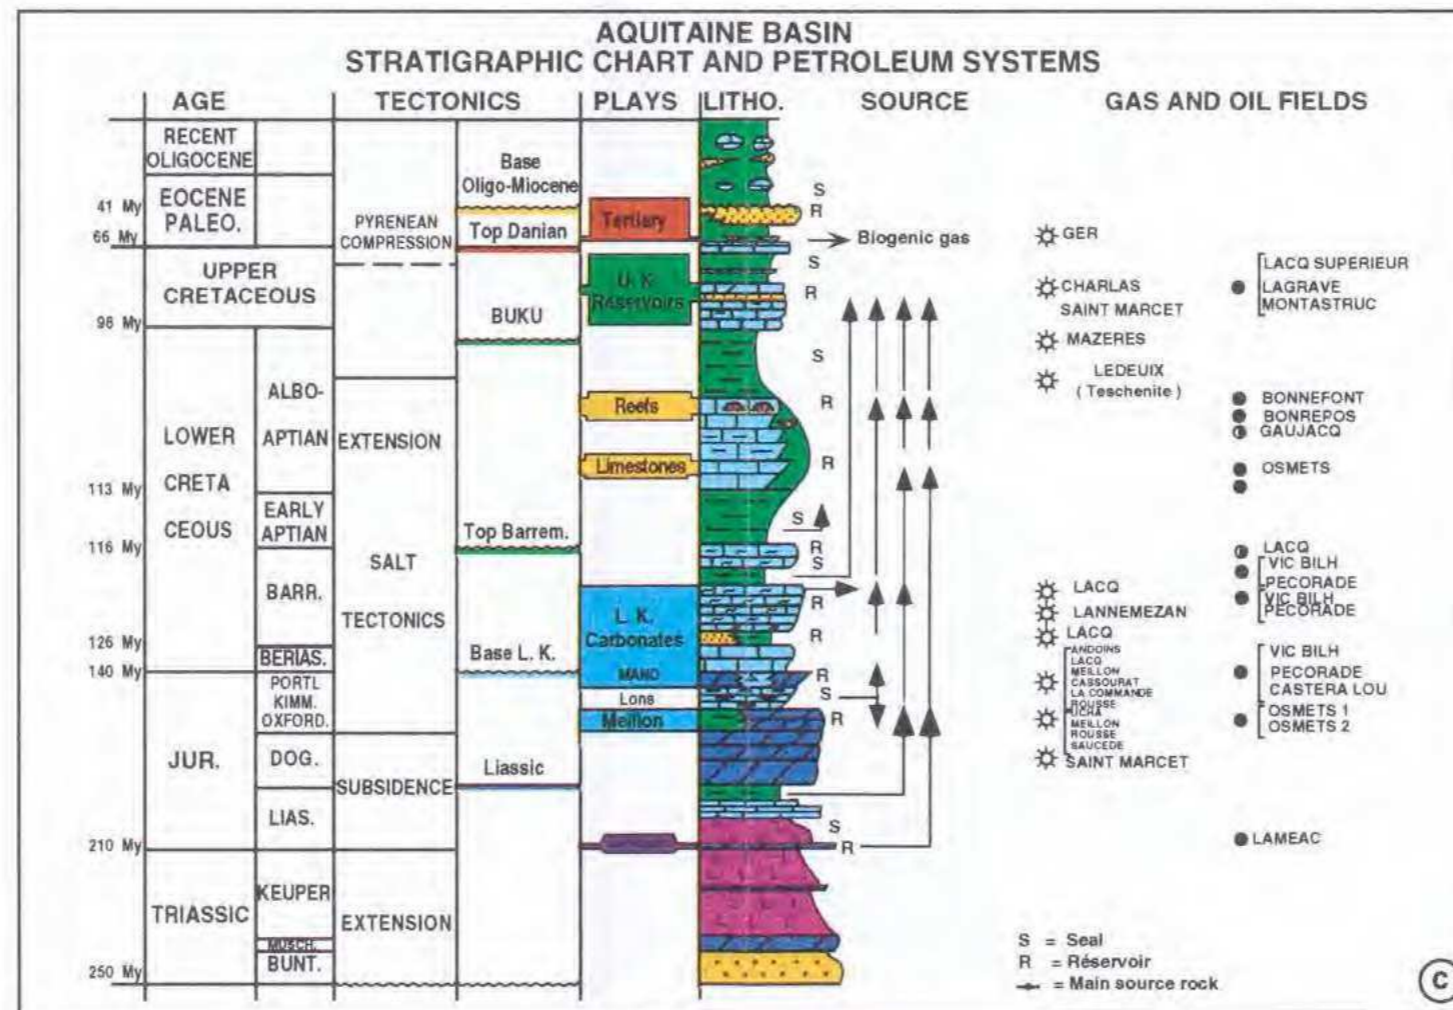 AQUITAINE BASIN
STRATIGRAPHIC CHART AND PETROLEUM SYSTEMS
AGE
TECTONICS
PLAYS
LITHO.
SOURCE
GAS AND OIL FIELDS
RECENT
OLIGOCENE
EOCENE
PALEO.
UPPER
CRETACEOUS
LOWER
CRETA
CEOUS
JUR.
TRIASSIC
41 My
66 My
96 My
113 My
116 My
126 My
140 My
210 My
250 My
ALBO-
APTIAN
EARLY
APTIAN
BARR.
BERIAS.
PORTL
KIMM.
OXFORD.
DOG.
LIAS.
KEUPER
MUSCH.
BUNT.
PYRENEAN
COMPRESSION
EXTENSION
SALT
TECTONICS
SUBSIDENCE
EXTENSION
Base
Oligo-Miocene
Top Danian
BUKU
Top Barrem.
Base L. K.
Liassic
Tertiary
U. K
Réservoirs
Reefs
Limestones
L. K.
Carbonates
MANO
Lons
Meillon
S
R
S
R
S
R
R
S
R
S
R
R
R
S
R
S
R
Biogenic gas
GER
CHARLAS
SAINT MARCET
MAZERES
LEDEUIX
( Teschenite )
LACQ
LANNEMEZAN
LACQ
ANDOINS
LACQ
MEILLON
CASSOURAT
LA COMMANDE
ROUSSE
UCHA
MEILLON
ROUSSE
SAUCEDE
SAINT MARCET
LACQ SUPERIEUR
LAGRAVE
MONTASTRUC
BONNEFONT
BONREPOS
GAUJACQ
OSMETS
LACQ
VIC BILH
PECORADE
VIC BILH
PECORADE
VIC BILH
PECORADE
CASTERA LOU
OSMETS 1
OSMETS 2
LAMEAC
S = Seal
R = Réservoir
= Main source rock
C